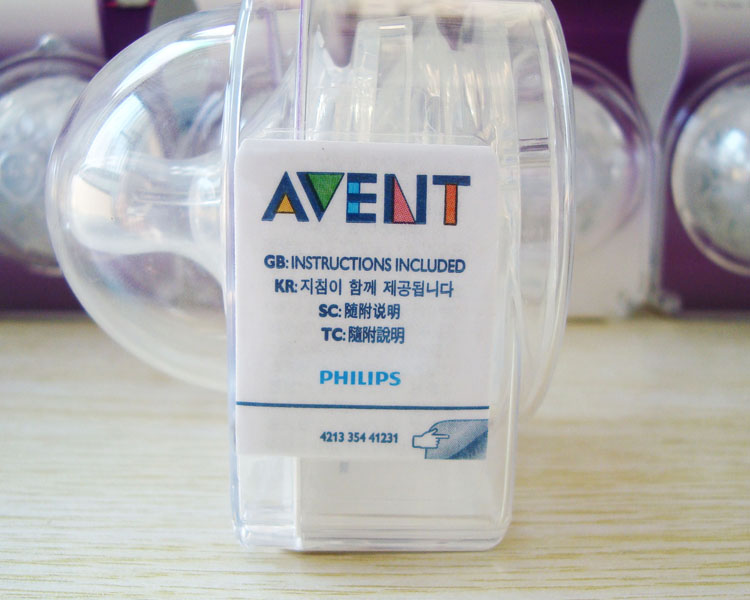 AVENT
GB: INSTRUCTIONS INCLUDED
KR: 지침이 함께 제공됩니다
SC: 随附说明
TC: 隨附說明
PHILIPS
4213 354 41231